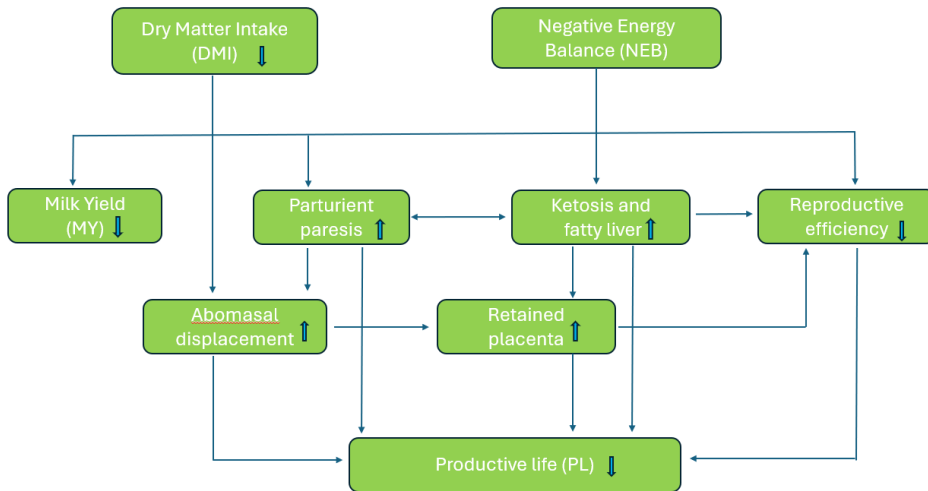 Dry Matter Intake
(DMI)
Negative Energy
Balance (NEB)
Milk Yield
(MY)
Parturient
paresis
Ketosis and
fatty liver
Reproductive
efficiency
Abomasal
displacement
Retained
placenta
Productive life (PL)